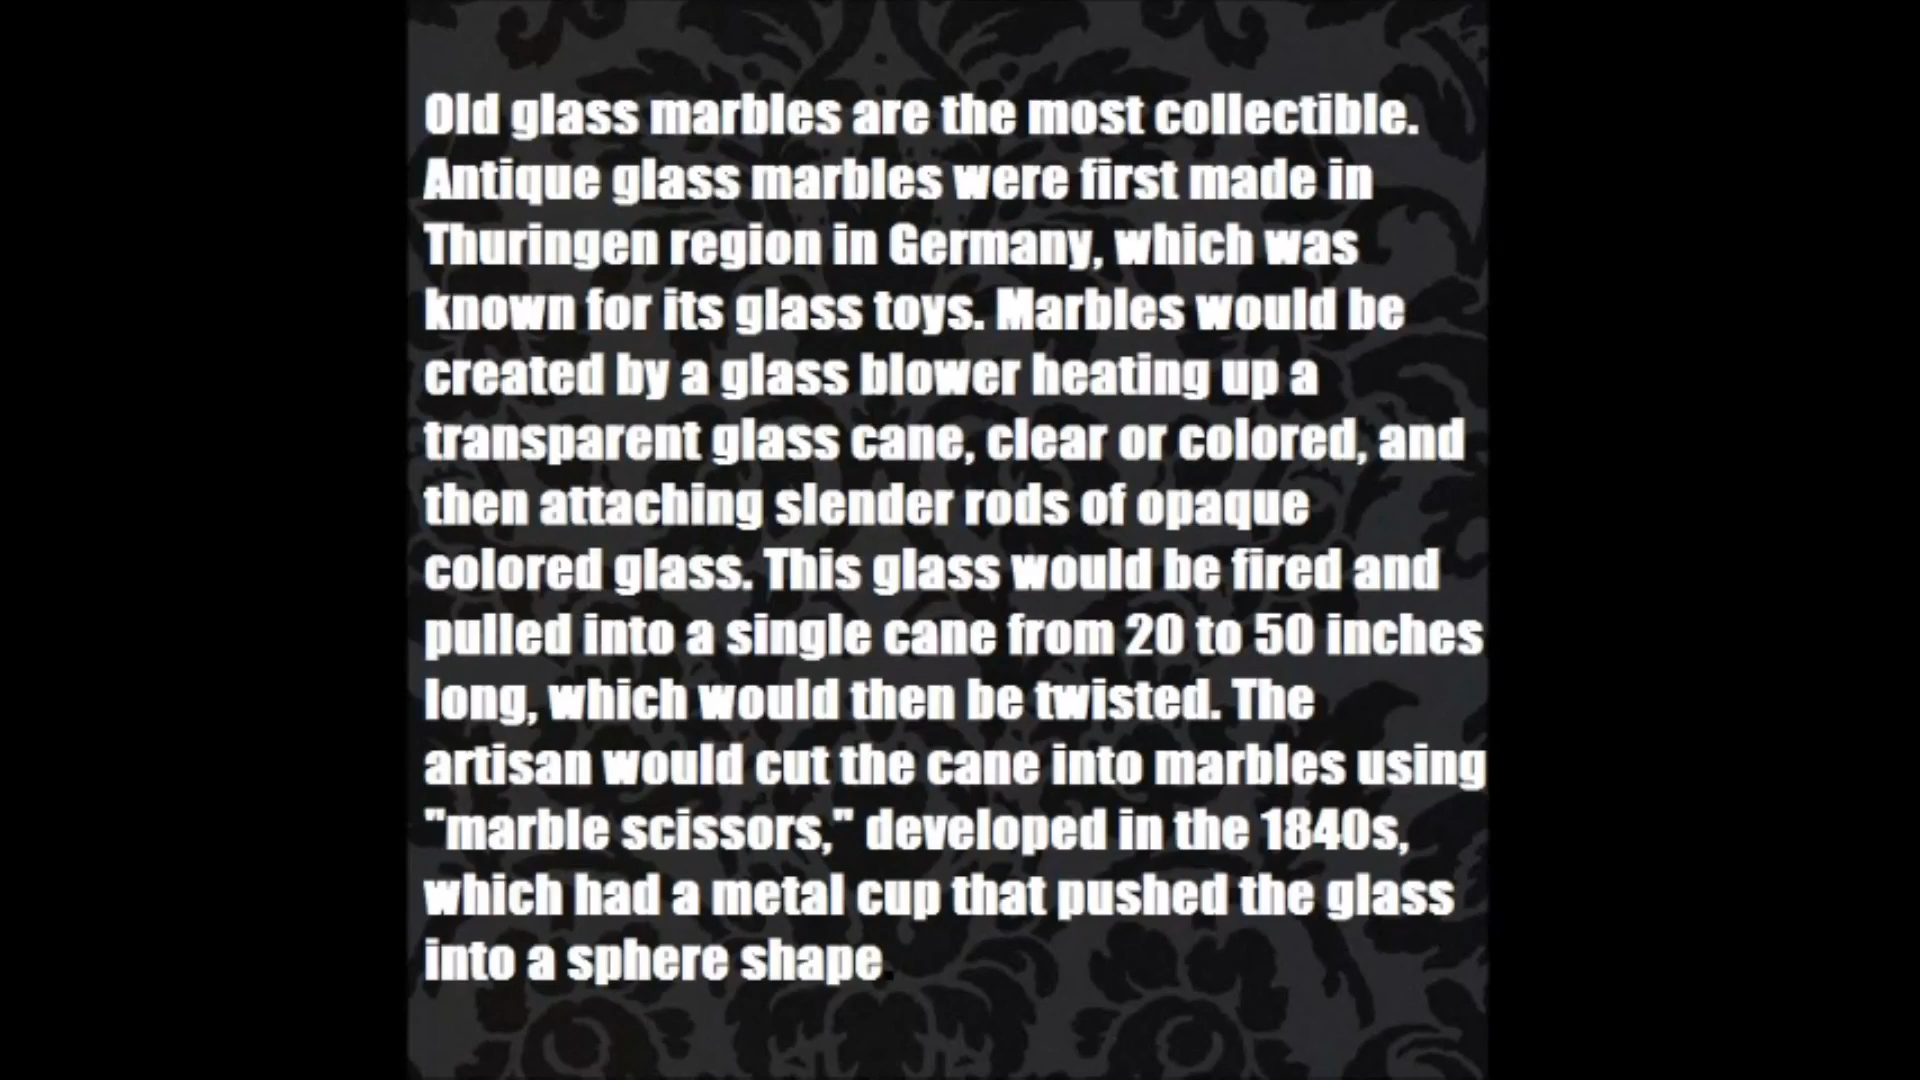 Old glass marbles are the most collectible.
Antique glass marbles were first made in
Thuringen region in Germany, which was
known for its glass toys. Marbles would be
created by a glass blower heating up a
transparent glass cane, clear or colored, and
then attaching slender rods of opaque
colored glass. This glass would be fired and
pulled into a single cane from 20 to 50 inches
long, which would then be twisted. The
artisan would cut the cane into marbles using
"marble scissors," developed in the 1840s,
which had a metal cup that pushed the glass
into a sphere shape.